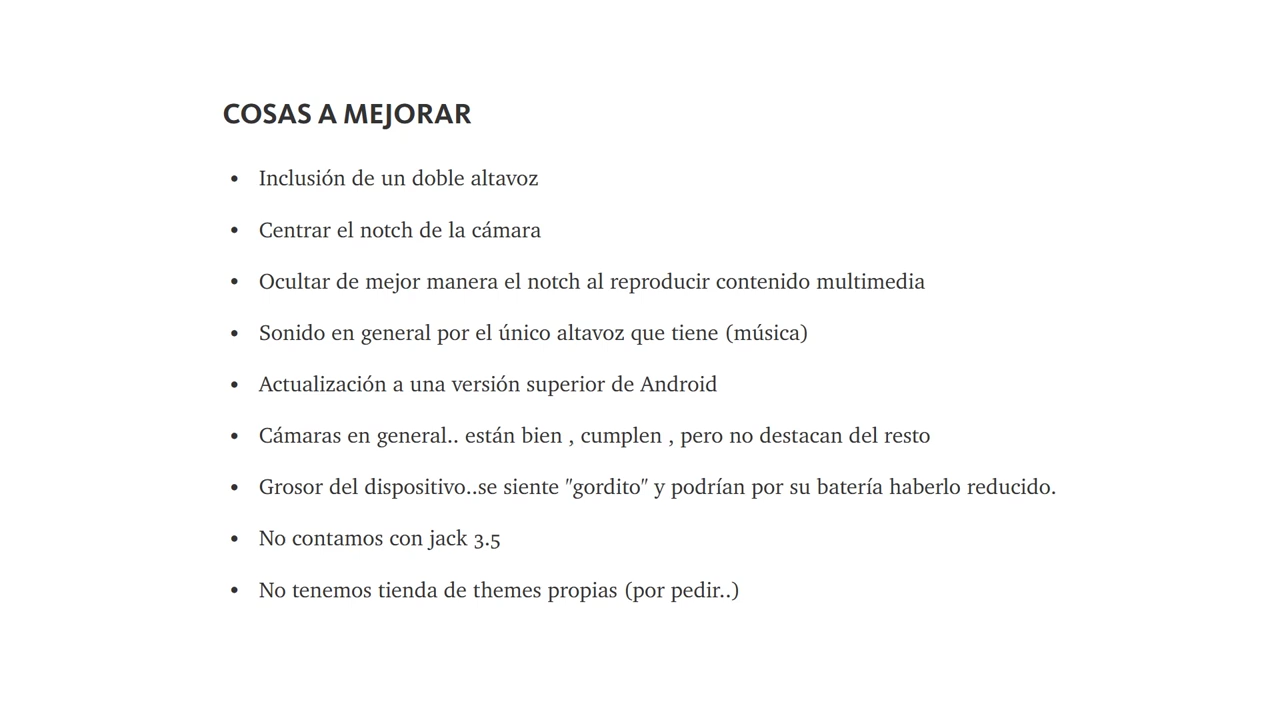 COSAS A MEJORAR
• Inclusión de un doble altavoz
• Centrar el notch de la cámara
• Ocultar de mejor manera el notch al reproducir contenido multimedia
• Sonido en general por el único altavoz que tiene (música)
• Actualización a una versión superior de Android
• Cámaras en general.. están bien , cumplen , pero no destacan del resto
• Grosor del dispositivo..se siente "gordito" y podrían por su batería haberlo reducido.
• No contamos con jack 3.5
• No tenemos tienda de themes propias (por pedir..)